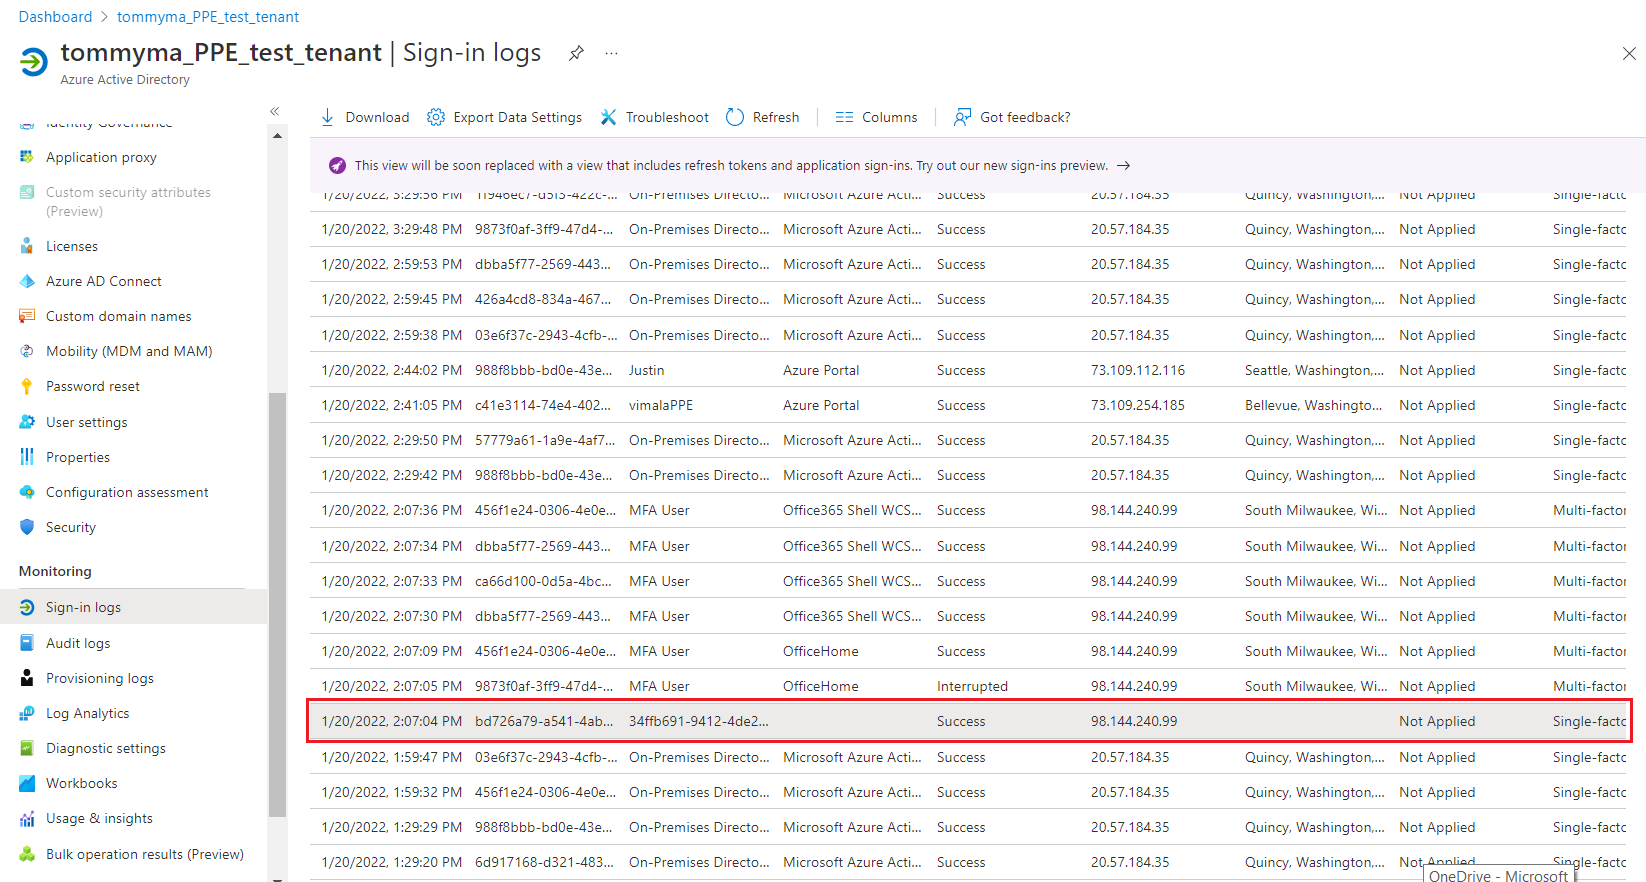 Dashboard > tommyma_PPE_test_tenant
tommyma_PPE_test_tenant | Sign-in logs ...
Azure Active Directory
«
Identity Governance
Application proxy
Custom security attributes
(Preview)
Licenses
Azure AD Connect
Custom domain names
Mobility (MDM and MAM)
Password reset
User settings
Properties
Configuration assessment
Security
Monitoring
Sign-in logs
Audit logs
Provisioning logs
Log Analytics
Diagnostic settings
Workbooks
Usage & insights
Bulk operation results (Preview)
Download Export Data Settings Troubleshoot Refresh | Columns | Got feedback?
This view will be soon replaced with a view that includes refresh tokens and application sign-ins. Try out our new sign-ins preview. →
1/20/2022, 3:29:56 PM 1f946ec7-d5f3-422c-... On-Premises Directo... Microsoft Azure Acti... Success 20.57.184.35 Quincy, Washington,... Not Applied Single-facto
1/20/2022, 3:29:48 PM 9873f0af-3ff9-47d4-... On-Premises Directo... Microsoft Azure Acti... Success 20.57.184.35 Quincy, Washington,... Not Applied Single-facto
1/20/2022, 2:59:53 PM dbba5f77-2569-443... On-Premises Directo... Microsoft Azure Acti... Success 20.57.184.35 Quincy, Washington,... Not Applied Single-facto
1/20/2022, 2:59:45 PM 426a4cd8-834a-467... On-Premises Directo... Microsoft Azure Acti... Success 20.57.184.35 Quincy, Washington,... Not Applied Single-facto
1/20/2022, 2:59:38 PM 03e6f37c-2943-4cfb-... On-Premises Directo... Microsoft Azure Acti... Success 20.57.184.35 Quincy, Washington,... Not Applied Single-facto
1/20/2022, 2:44:02 PM 988f8bbb-bd0e-43e... Justin Azure Portal Success 73.109.112.116 Seattle, Washington,... Not Applied Single-facto
1/20/2022, 2:41:05 PM c41e3114-74e4-402... vimalaPPE Azure Portal Success 73.109.254.185 Bellevue, Washingto... Not Applied Single-facto
1/20/2022, 2:29:50 PM 57779a61-1a9e-4af7... On-Premises Directo... Microsoft Azure Acti... Success 20.57.184.35 Quincy, Washington,... Not Applied Single-facto
1/20/2022, 2:29:42 PM 988f8bbb-bd0e-43e... On-Premises Directo... Microsoft Azure Acti... Success 20.57.184.35 Quincy, Washington,... Not Applied Single-facto
1/20/2022, 2:07:36 PM 456f1e24-0306-4e0e... MFA User Office365 Shell WCS... Success 98.144.240.99 South Milwaukee, Wi... Not Applied Multi-factor
1/20/2022, 2:07:34 PM dbba5f77-2569-443... MFA User Office365 Shell WCS... Success 98.144.240.99 South Milwaukee, Wi... Not Applied Multi-factor
1/20/2022, 2:07:33 PM ca66d100-0d5a-4bc... MFA User Office365 Shell WCS... Success 98.144.240.99 South Milwaukee, Wi... Not Applied Multi-factor
1/20/2022, 2:07:30 PM dbba5f77-2569-443... MFA User Office365 Shell WCS... Success 98.144.240.99 South Milwaukee, Wi... Not Applied Multi-factor
1/20/2022, 2:07:09 PM 456f1e24-0306-4e0e... MFA User OfficeHome Success 98.144.240.99 South Milwaukee, Wi... Not Applied Multi-factor
1/20/2022, 2:07:05 PM 9873f0af-3ff9-47d4-... MFA User OfficeHome Interrupted 98.144.240.99 South Milwaukee, Wi... Not Applied Multi-factor
1/20/2022, 2:07:04 PM bd726a79-a541-4ab... 34ffb691-9412-4de2... Success 98.144.240.99 Not Applied Single-facto
1/20/2022, 1:59:47 PM 03e6f37c-2943-4cfb-... On-Premises Directo... Microsoft Azure Acti... Success 20.57.184.35 Quincy, Washington,... Not Applied Single-facto
1/20/2022, 1:59:32 PM 456f1e24-0306-4e0e... On-Premises Directo... Microsoft Azure Acti... Success 20.57.184.35 Quincy, Washington,... Not Applied Single-facto
1/20/2022, 1:29:29 PM 988f8bbb-bd0e-43e... On-Premises Directo... Microsoft Azure Acti... Success 20.57.184.35 Quincy, Washington,... Not Applied Single-facto
1/20/2022, 1:29:20 PM 6d917168-d321-483... On-Premises Directo... Microsoft Azure Acti... Success 20.57.184.35 Quincy, Washington,... Not Applied Single-facto
OneDrive - Microsoft